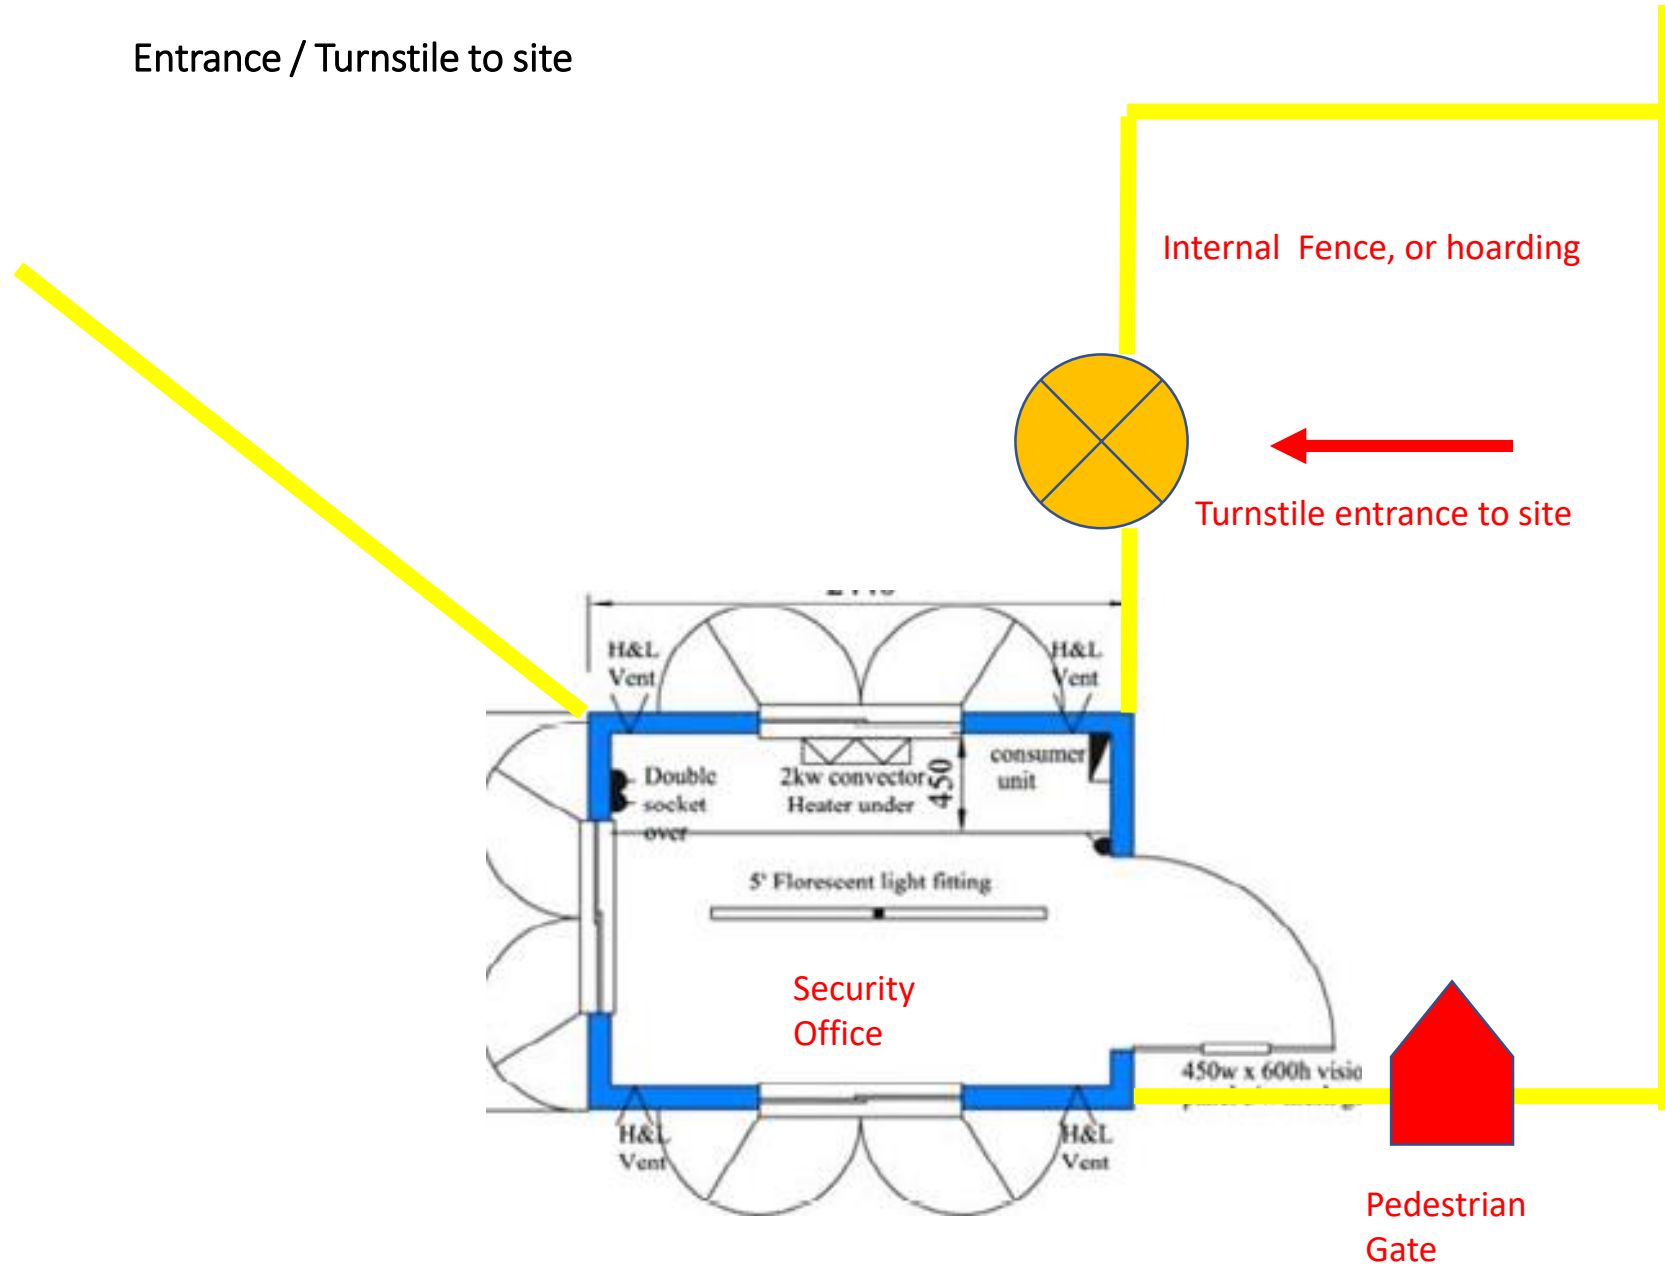 Entrance / Turnstile to site
Internal  Fence, or hoarding
Turnstile entrance to site
H&L
Vent
H&L
Vent
Double
socket
over
2kw convector
Heater under
450
consumer
unit
5' Florescent light fitting
Security
Office
450w x 600h visio
H&L
Vent
H&L
Vent
Pedestrian
Gate